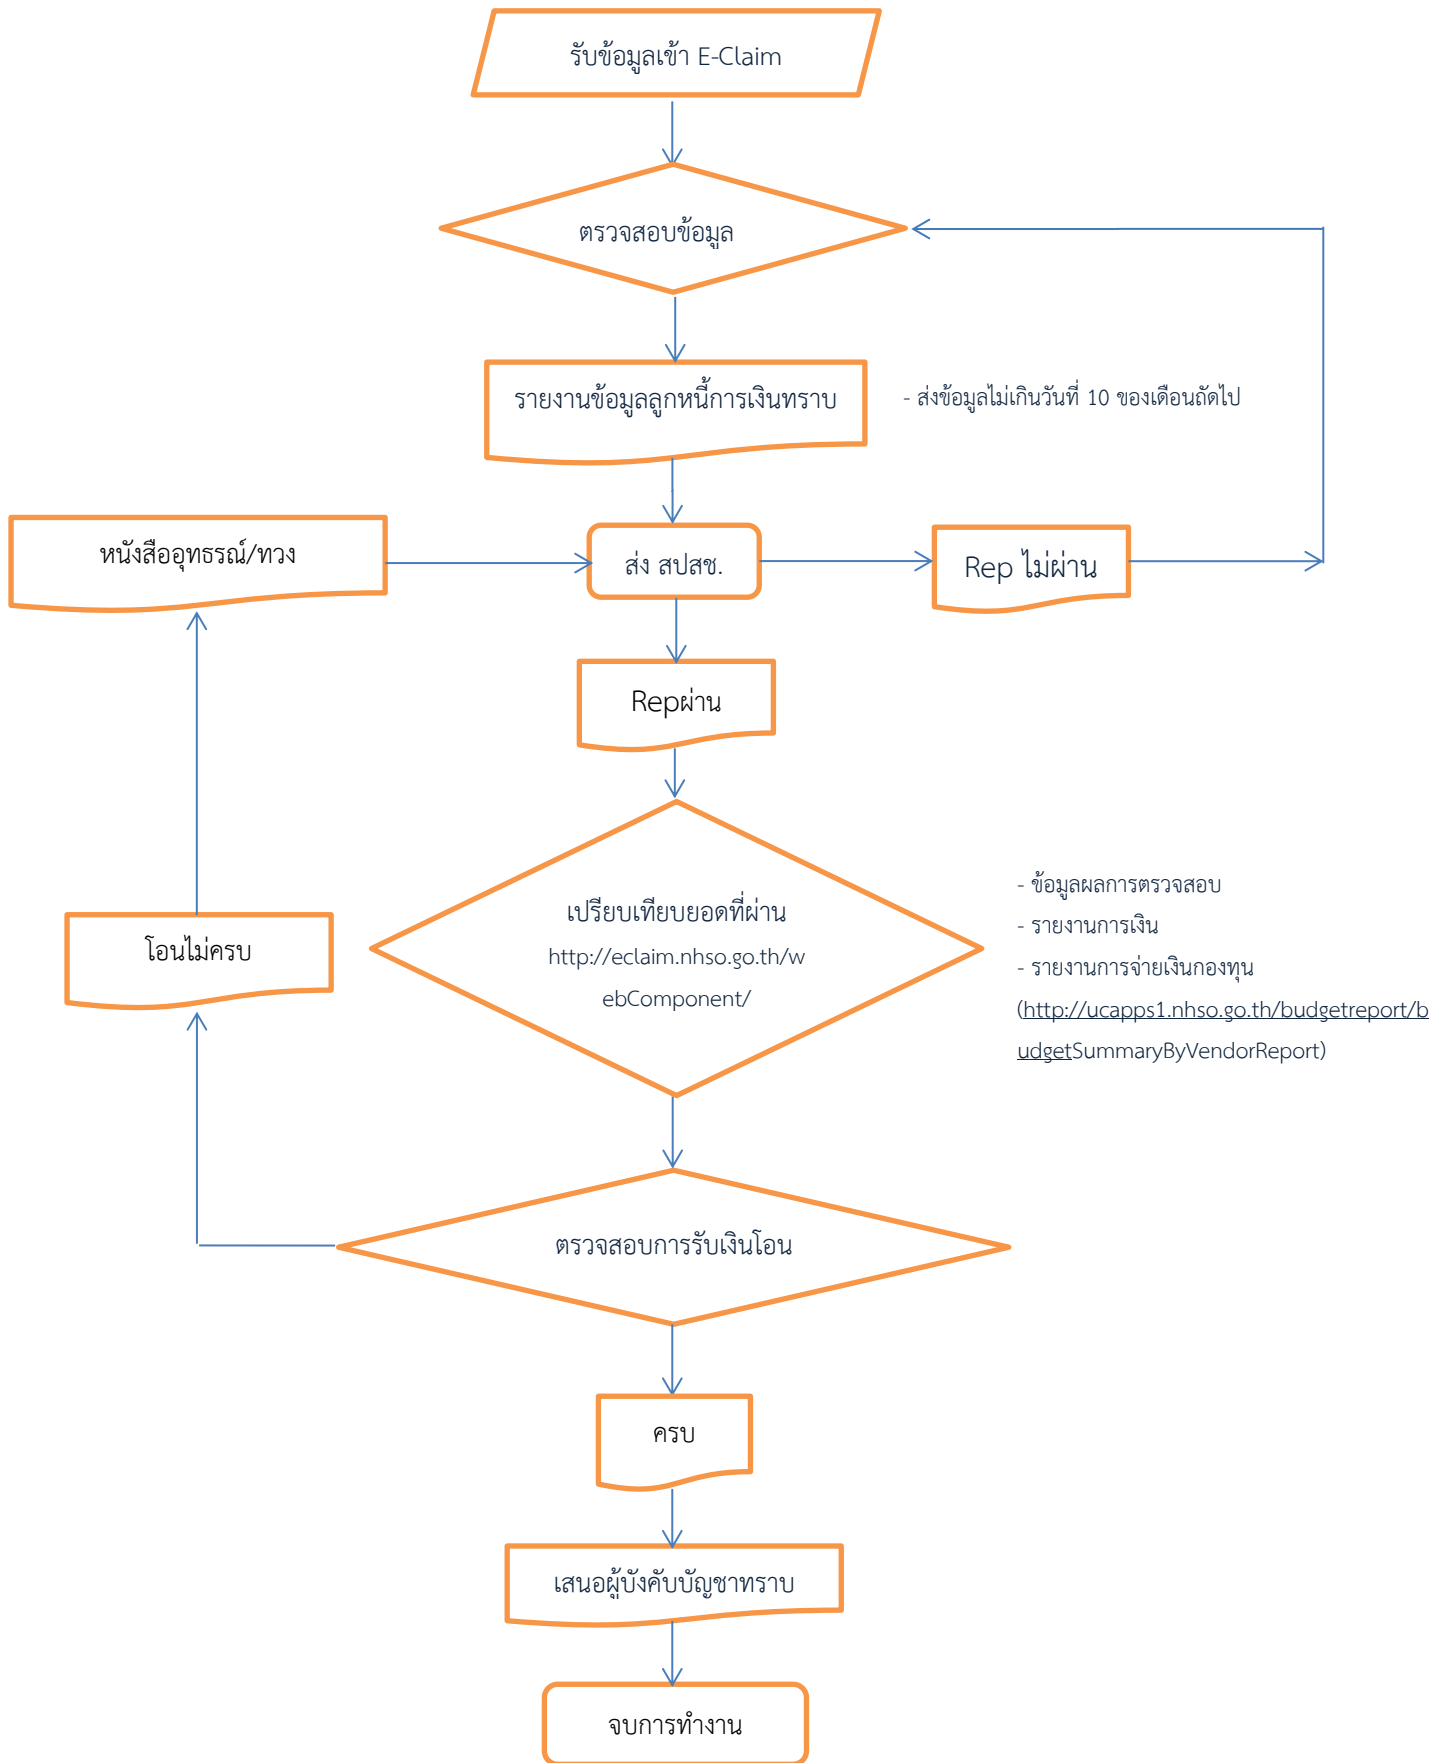 รับข้อมูลเข้า E-Claim
ตรวจสอบข้อมูล
รายงานข้อมูลลูกหนี้การเงินทราบ
- ส่งข้อมูลไม่เกินวันที่ 10 ของเดือนถัดไป
หนังสืออุทธรณ์/ทวง
ส่ง สปสช.
Rep ไม่ผ่าน
Repผ่าน
เปรียบเทียบยอดที่ผ่าน
http://eclaim.nhso.go.th/w
ebComponent/
- ข้อมูลผลการตรวจสอบ
- รายงานการเงิน
- รายงานการจ่ายเงินกองทุน
(http://ucapps1.nhso.go.th/budgetreport/b
udgetSummaryByVendorReport)
โอนไม่ครบ
ตรวจสอบการรับเงินโอน
ครบ
เสนอผู้บังคับบัญชาทราบ
จบการทำงาน